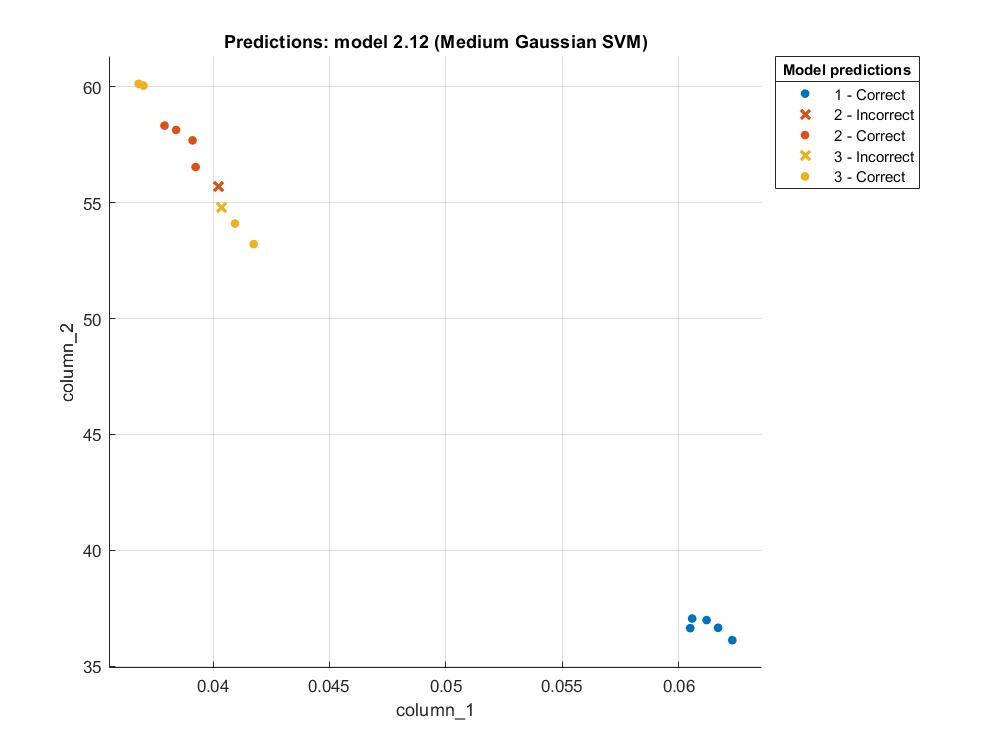 Predictions: model 2.12 (Medium Gaussian SVM)
Model predictions
1 - Correct
2 - Incorrect
2 - Correct
3 - Incorrect
3 - Correct
60
55
50
45
40
35
column_2
0.04
0.045
0.05
0.055
0.06
column_1